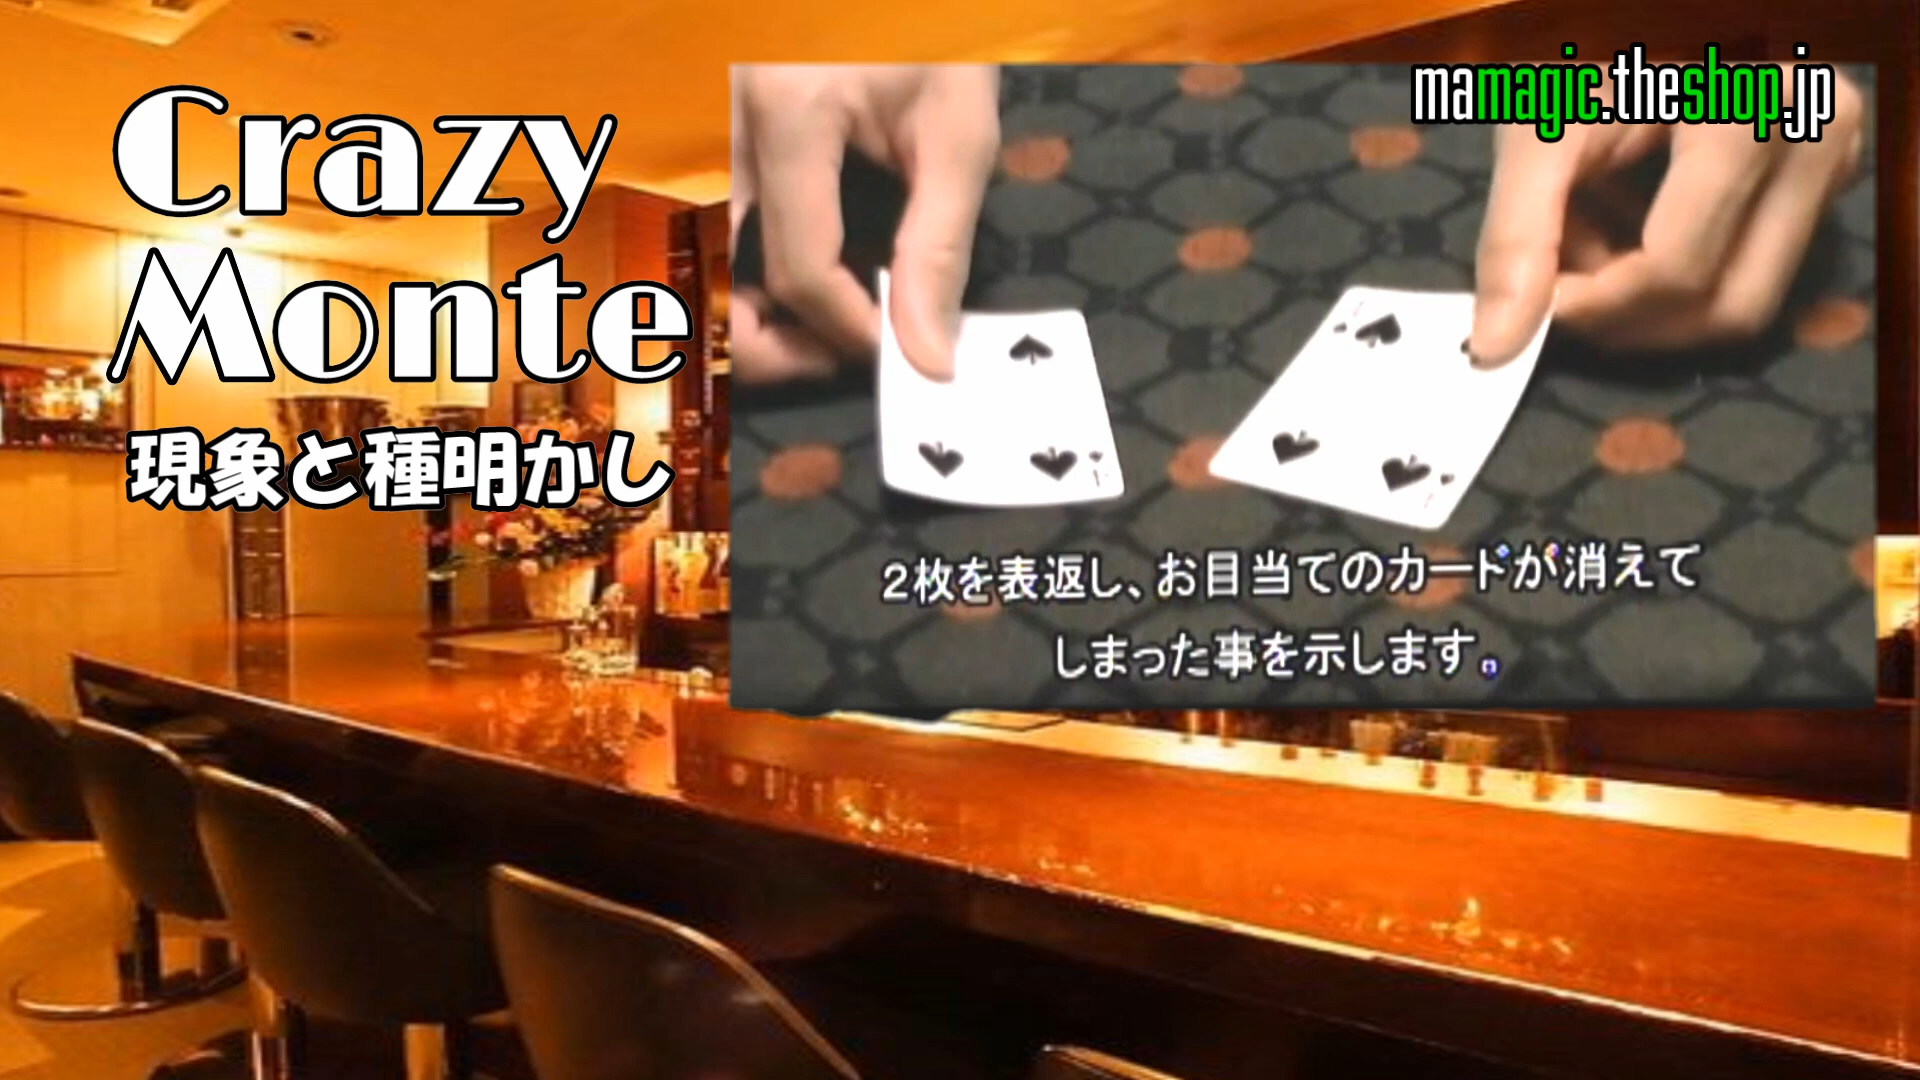 Crazy
Monte
現象と種明かし
mamagic.theshop.jp
2枚を表返し、お目当てのカードが消えて
しまった事を示します。